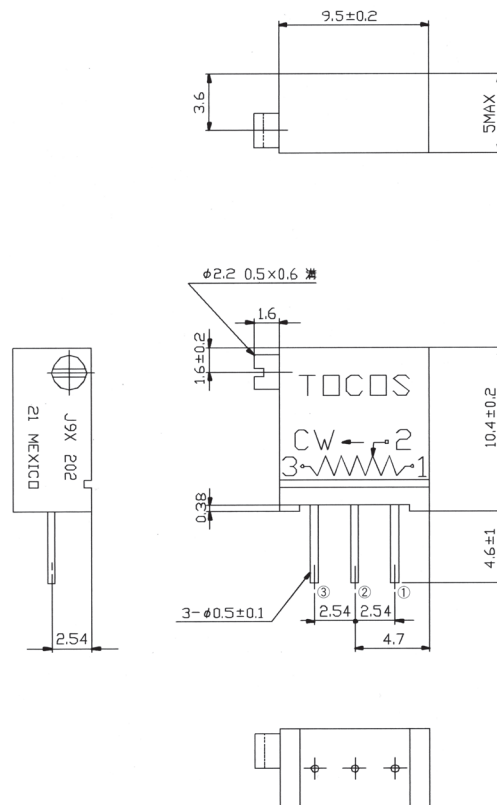 9.5±0.2
3.6
5MAX
φ2.2 0.5×0.6 溝
1.6
1.6±0.2
TOCOS
CW
2
3
1
10.4±0.2
J9X 202
21 MEXICO
0.38
4.6±1
③ ② ①
3-φ0.5±0.1
2.54 2.54
2.54
4.7